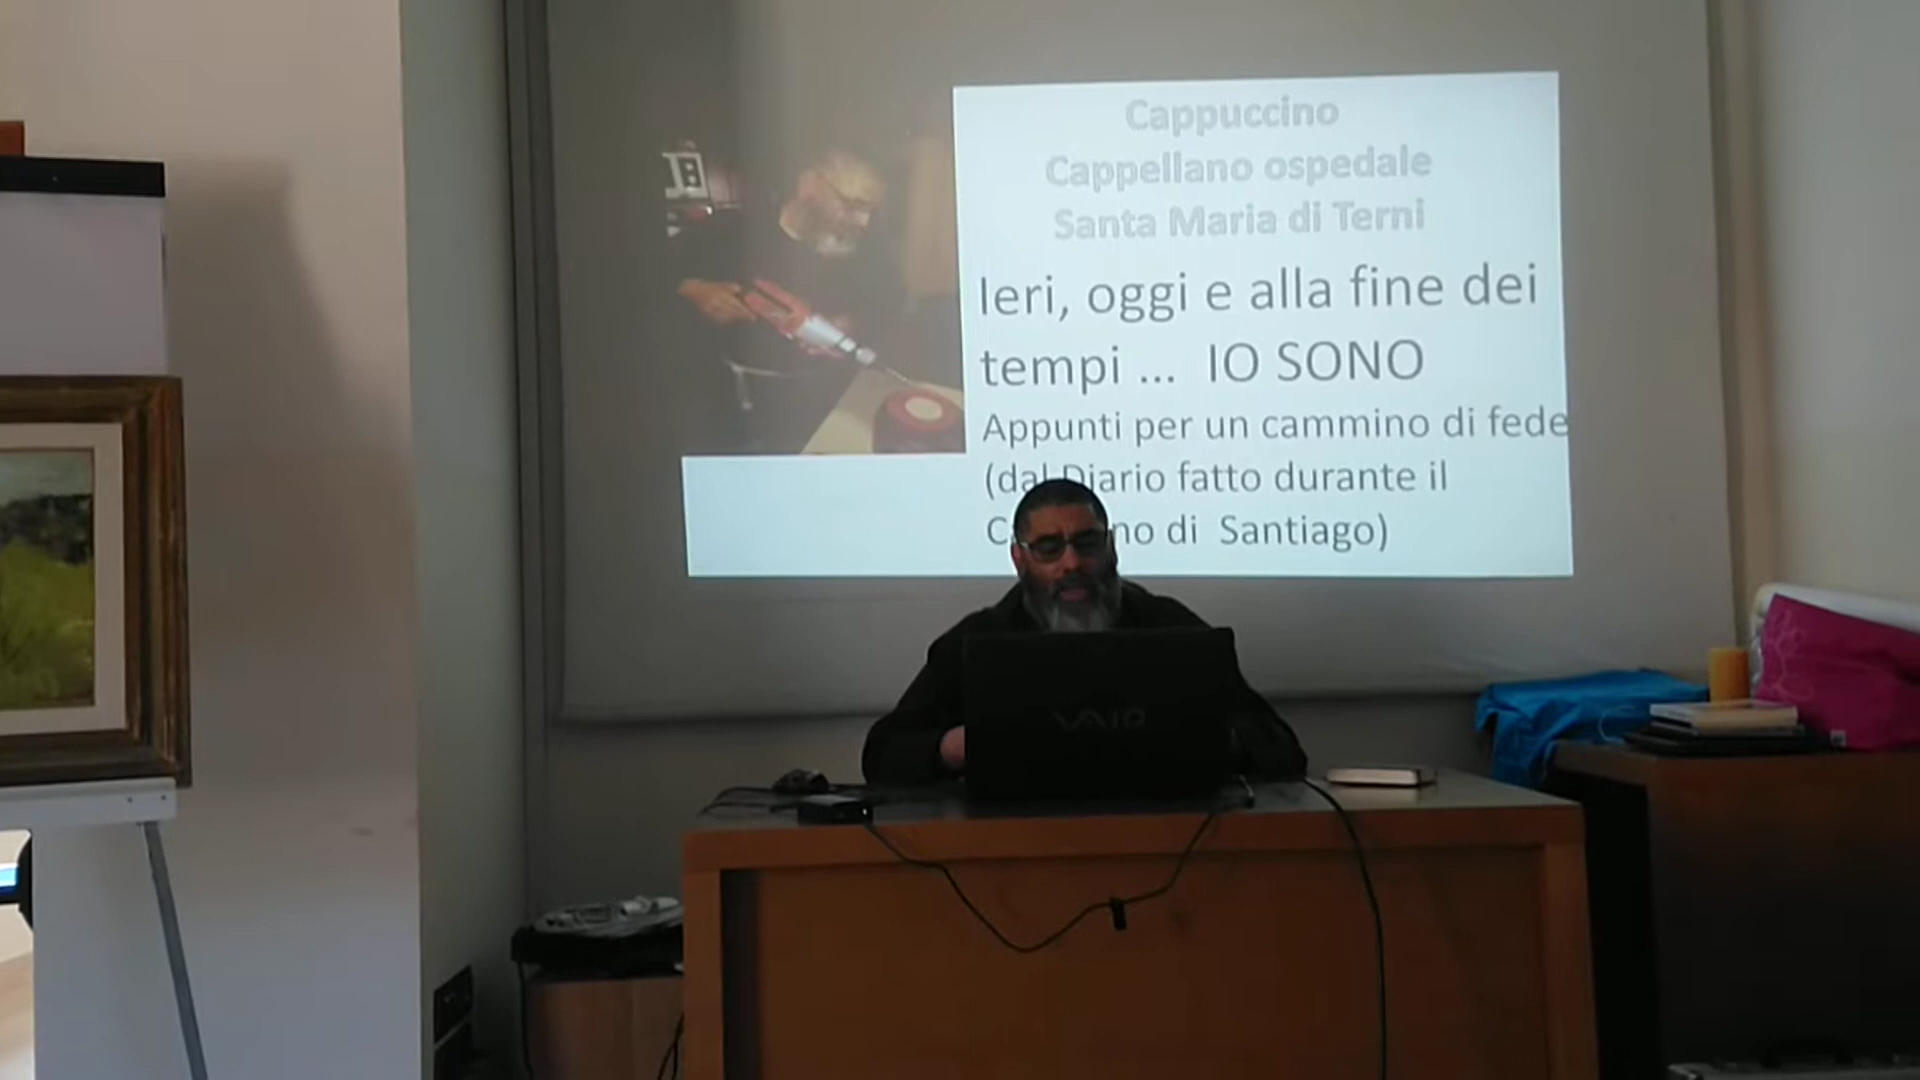 Cappuccino
Cappellano ospedale
Santa Maria di Terni
Ieri, oggi e alla fine dei
tempi ... IO SONO
Appunti per un cammino di fede
(dal Diario fatto durante il
di Santiago)
VAIO